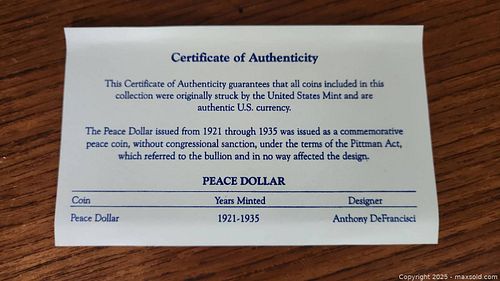 Certificate of Authenticity
This Certificate of Authenticity guarantees that all coins included in this
collection were originally struck by the United States Mint and are
authentic U.S. currency.
The Peace Dollar issued from 1921 through 1935 was issued as a commemorative
peace coin, without congressional sanction, under the terms of the Pittman Act,
which referred to the bullion and in no way affected the design.
PEACE DOLLAR
Coin Years Minted Designer
Peace Dollar 1921-1935 Anthony DeFrancisci
Copyright 2025 - maxsold.com